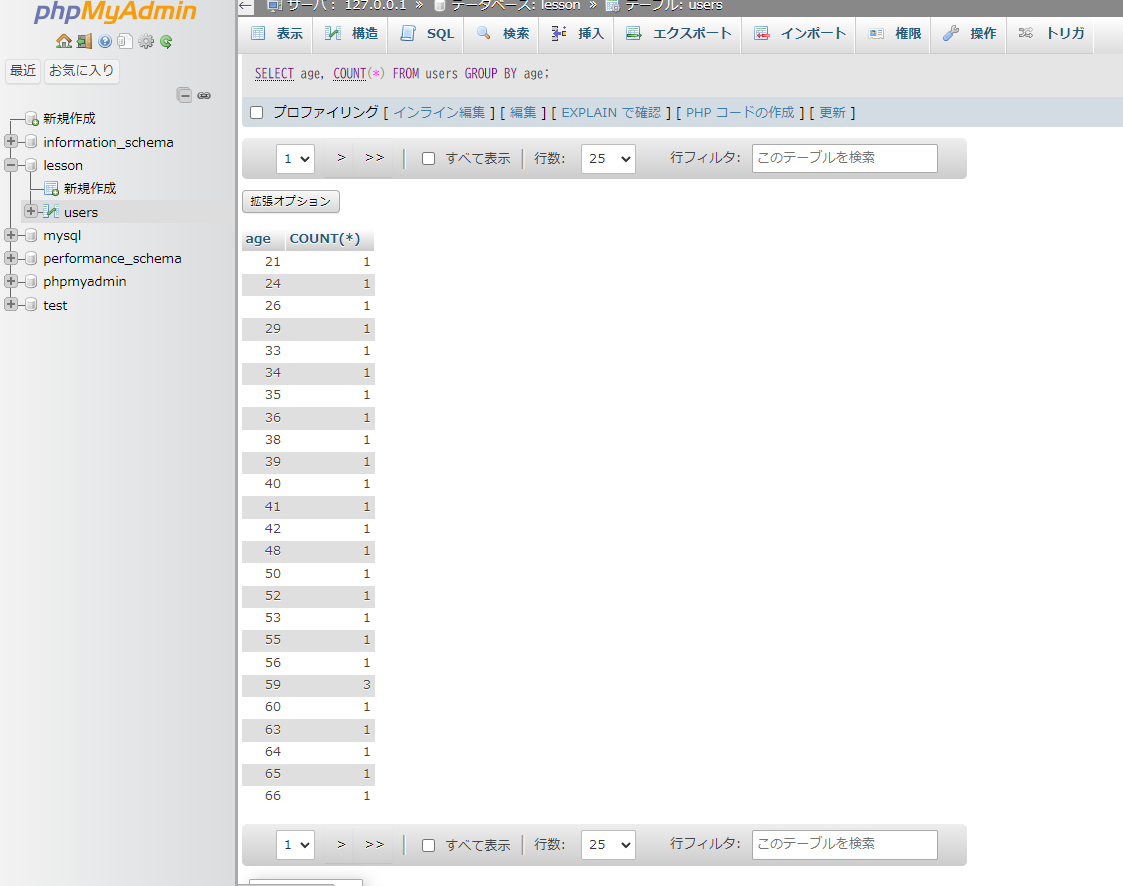 phpMyAdmin
最近 お気に入り
新規作成
information_schema
lesson
新規作成
users
mysql
performance_schema
phpmyadmin
test
サーバ: 127.0.0.1 » データベース: lesson » テーブル: users
表示 構造 SQL 検索 挿入 エクスポート インポート 権限 操作 トリガ
SELECT age, COUNT(*) FROM users GROUP BY age;
プロファイリング [ インライン編集 ] [ 編集 ] [ EXPLAIN で確認 ] [ PHP コードの作成 ] [ 更新 ]
1 > >> すべて表示 行数: 25 行フィルタ: このテーブルを検索
拡張オプション
age COUNT(*)
21 1
24 1
26 1
29 1
33 1
34 1
35 1
36 1
38 1
39 1
40 1
41 1
42 1
48 1
50 1
52 1
53 1
55 1
56 1
59 3
60 1
63 1
64 1
65 1
66 1
1 > >> すべて表示 行数: 25 行フィルタ: このテーブルを検索